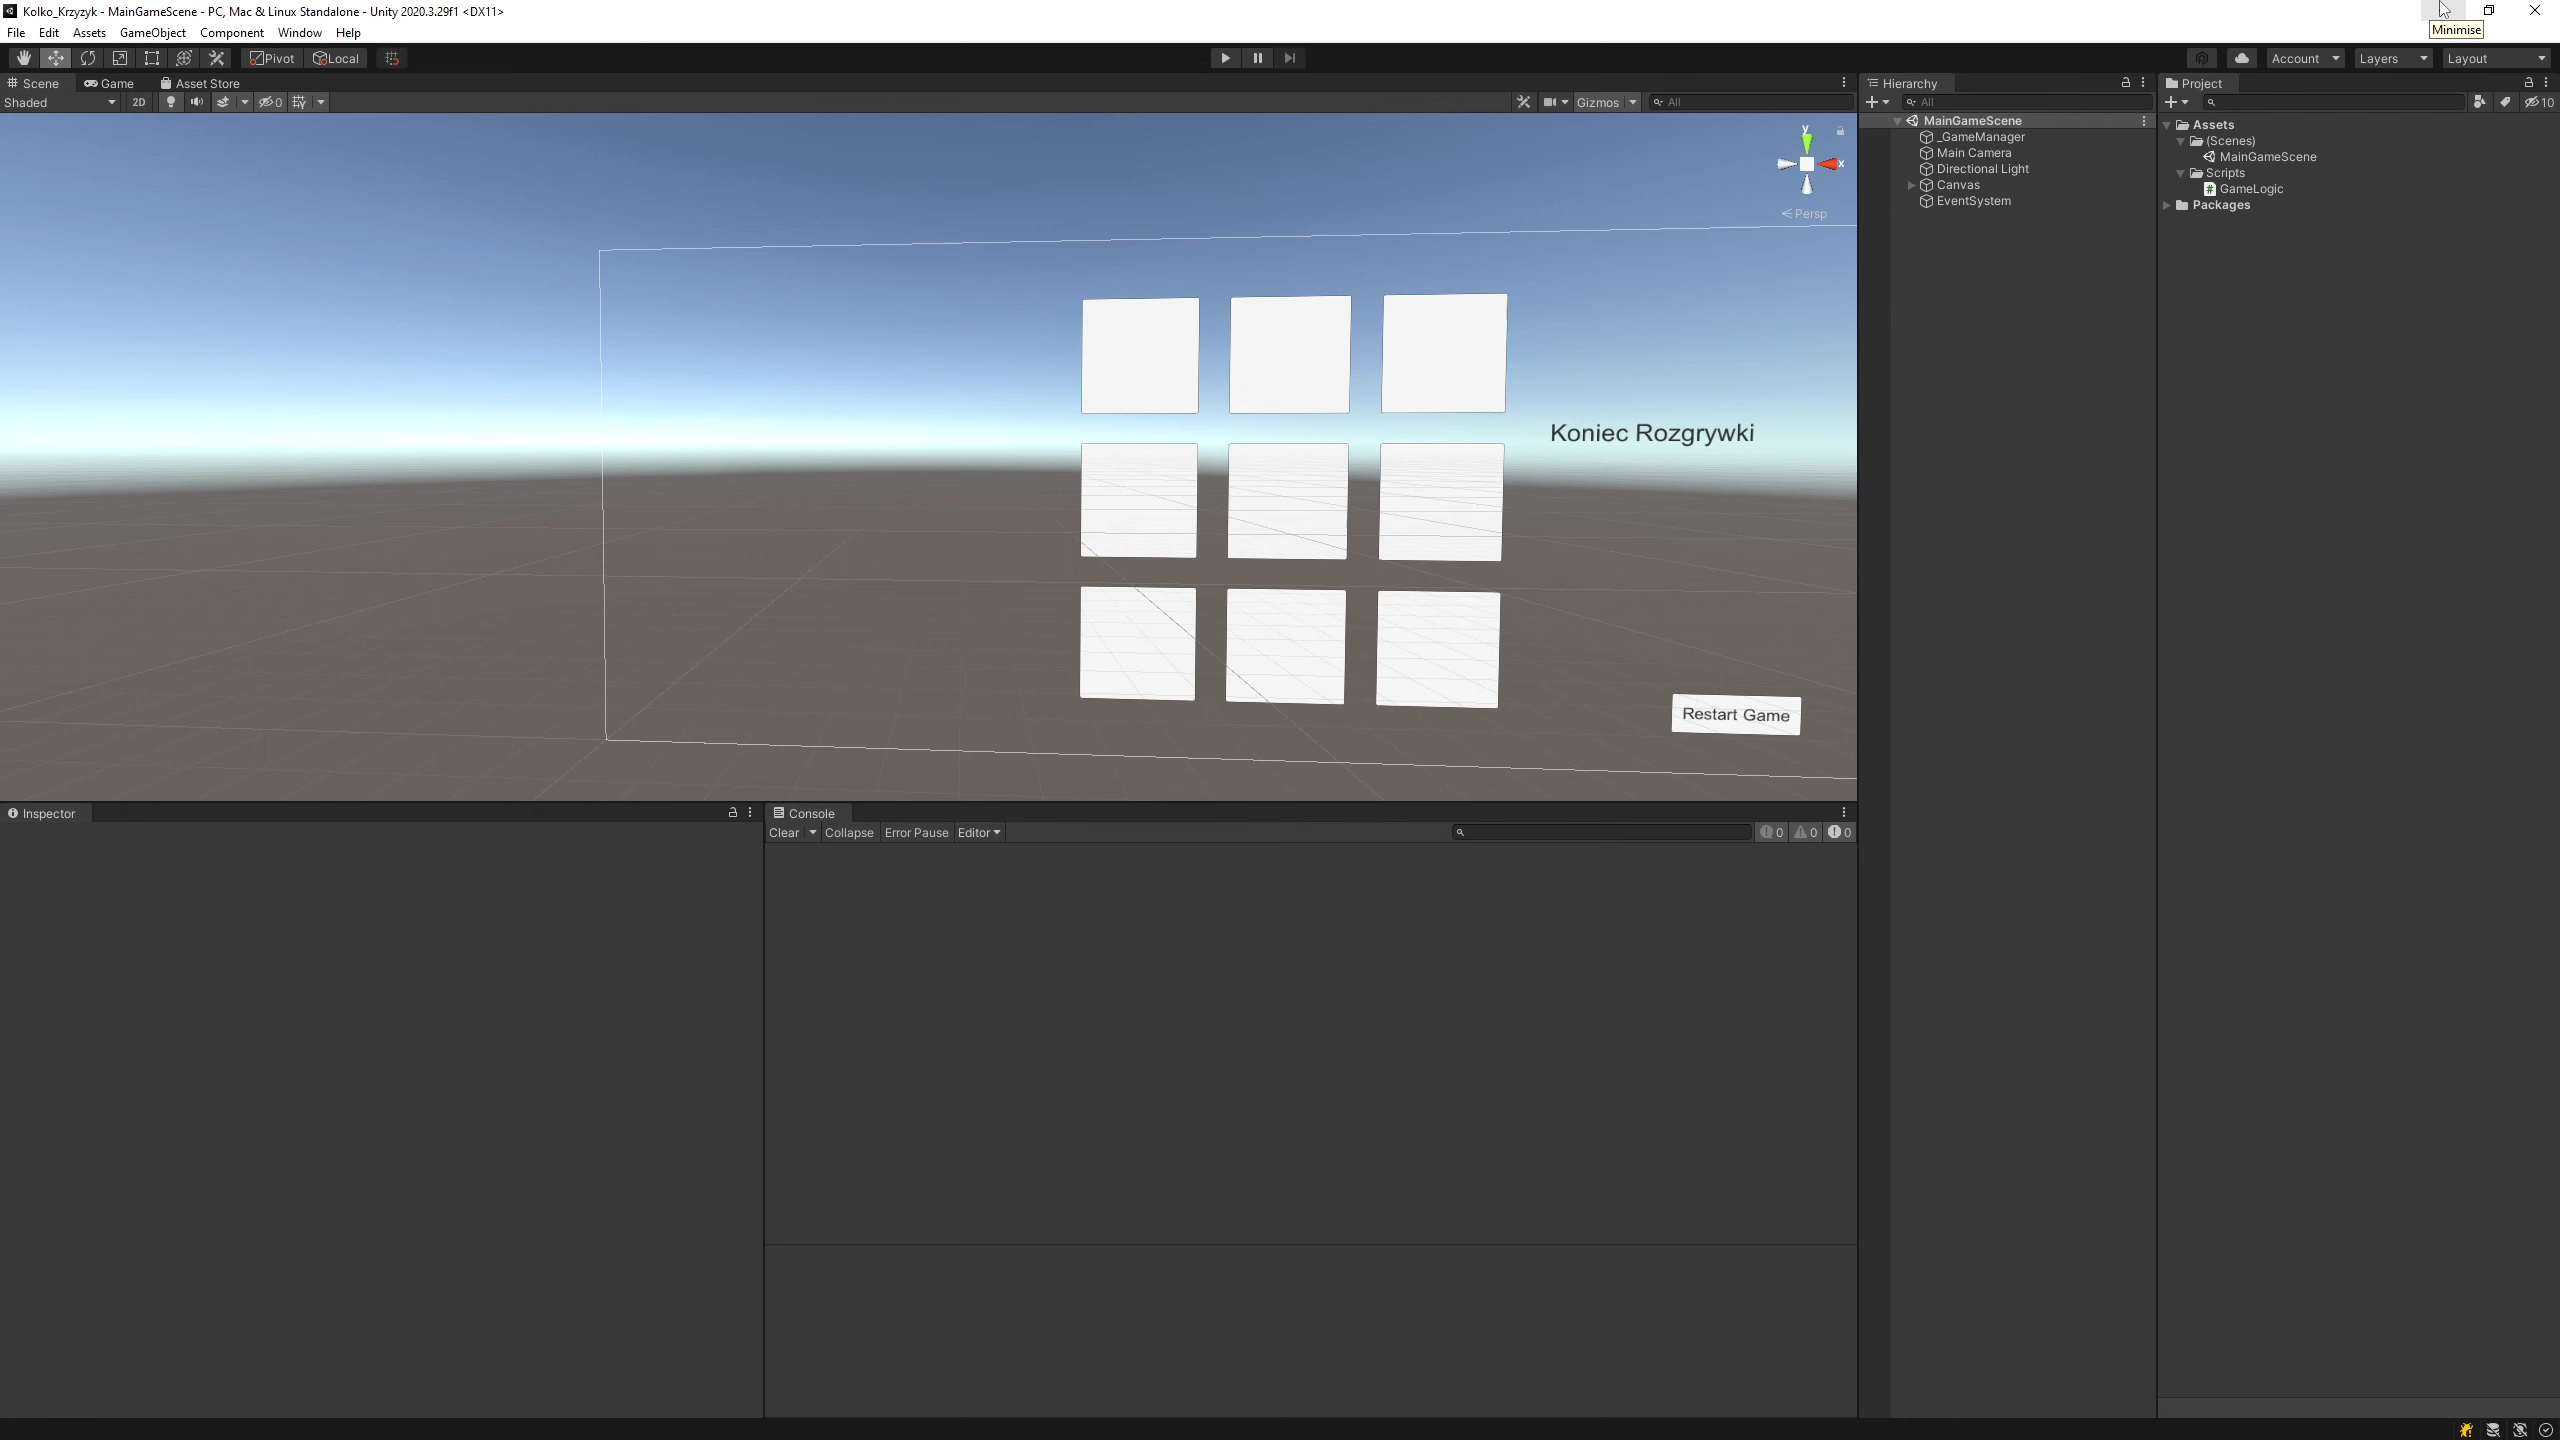 Kolko_Krzyzyk - MainGameScene - PC, Mac & Linux Standalone - Unity 2020.3.29f1 <DX11>
Minimise
File Edit Assets GameObject Component Window Help
Pivot Local
Account Layers Layout
Scene Game Asset Store
Hierarchy
Project
Shaded 2D 0
Gizmos All
All
10
MainGameScene
_GameManager
Main Camera
Directional Light
Canvas
EventSystem
Assets
(Scenes)
MainGameScene
Scripts
GameLogic
Packages
y
x
Persp
Koniec Rozgrywki
Restart Game
Inspector
Console
Clear Collapse Error Pause Editor
0 0 0